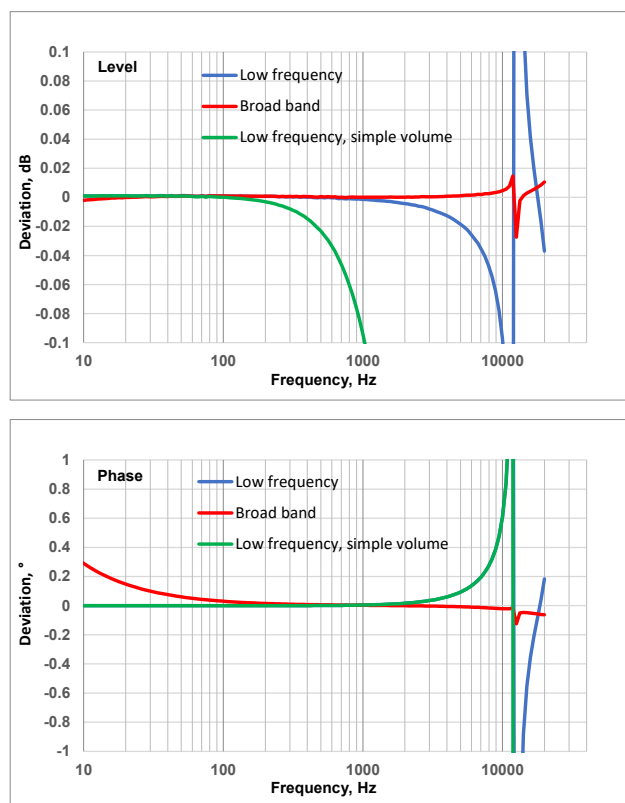 0.1
0.08
0.06
0.04
0.02
0
-0.02
-0.04
-0.06
-0.08
-0.1
Deviation, dB
Level
Low frequency
Broad band
Low frequency, simple volume
10 100 1000 10000
Frequency, Hz
1
0.8
0.6
0.4
0.2
0
-0.2
-0.4
-0.6
-0.8
-1
Deviation, °
Phase
Low frequency
Broad band
Low frequency, simple volume
10 100 1000 10000
Frequency, Hz